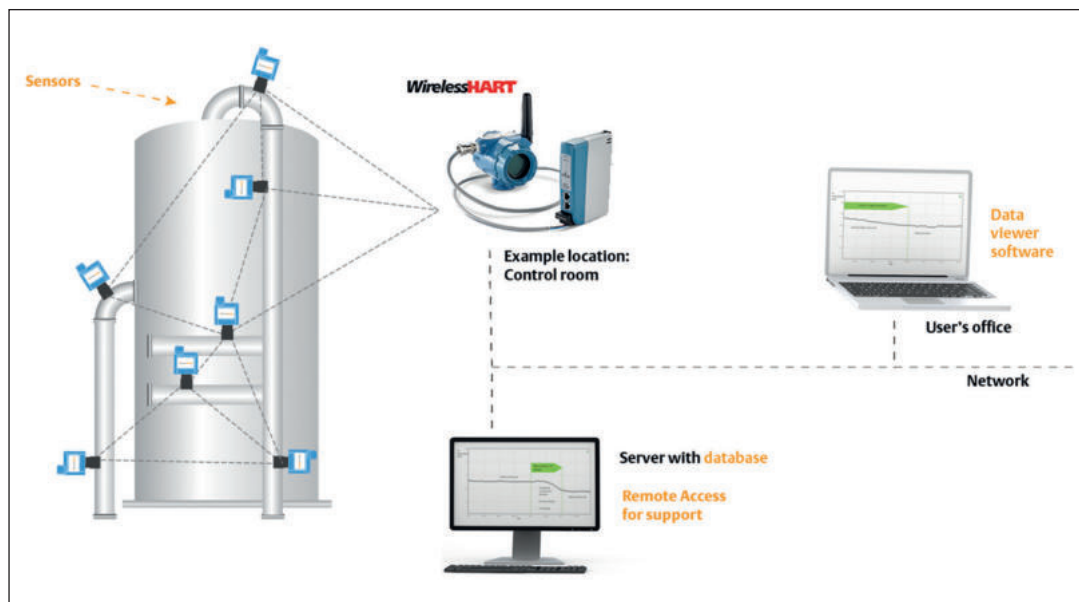 Sensors
WirelessHART
Example location:
Control room
Data
viewer
software
User's office
Network
Server with database
Remote Access
for support